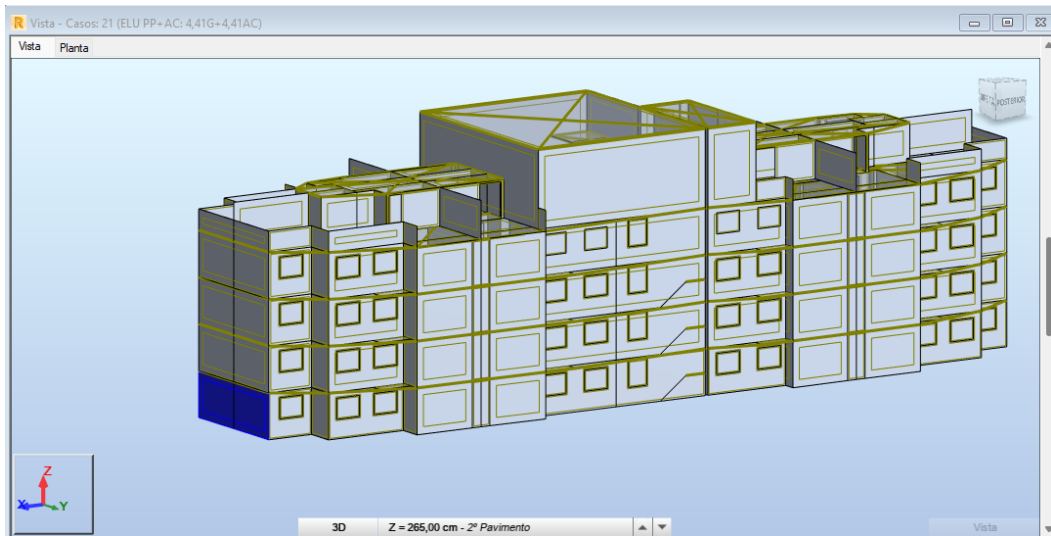 Vista - Casos: 21 (ELU PP+AC: 4,41G+4,41AC)
Vista Planta
POSTERIOR
Z
X Y
3D Z = 265,00 cm - 2º Pavimento
Vista